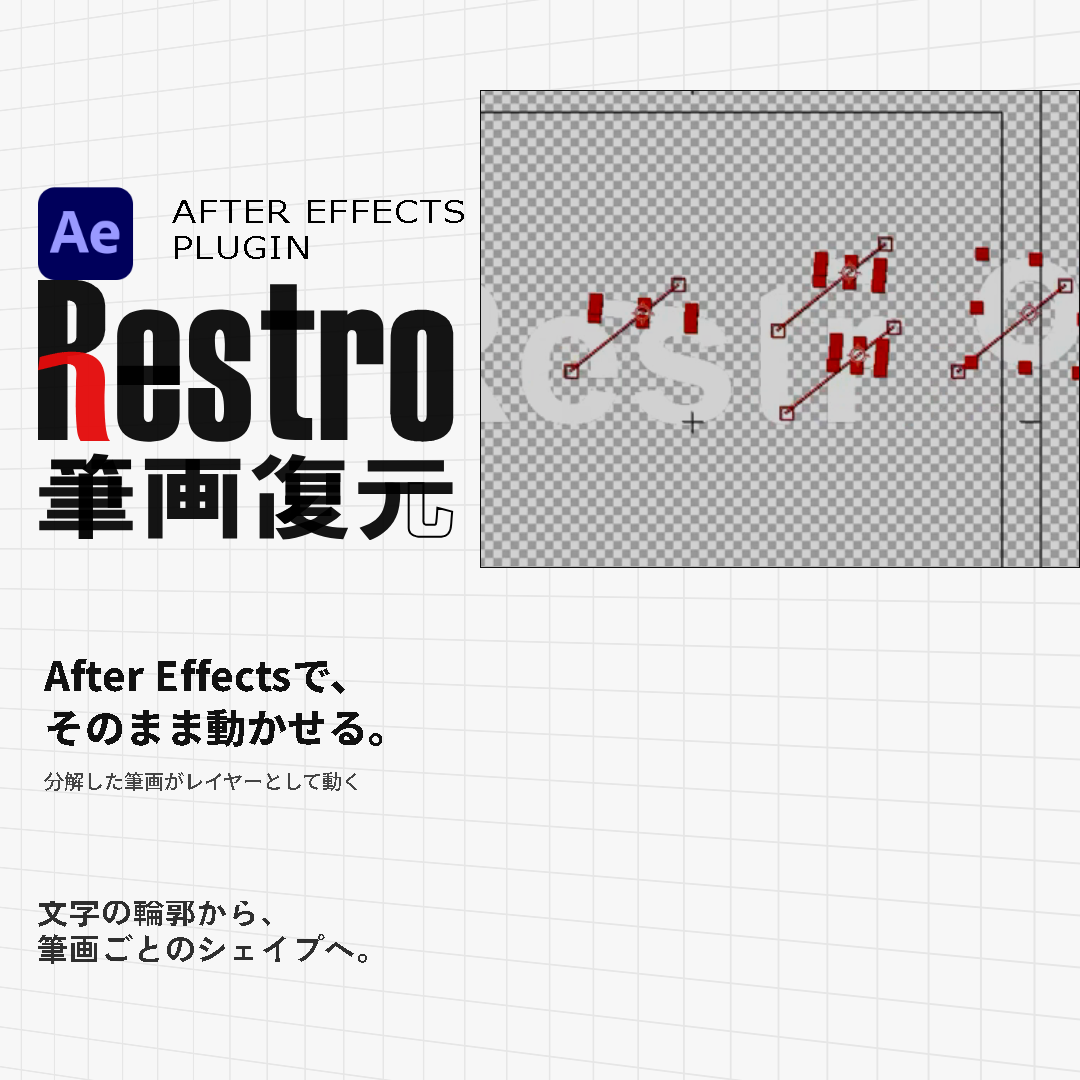 Ae
AFTER EFFECTS
PLUGIN
Restro
筆画復元
Restro
After Effectsで、
そのまま動かせる。
分解した筆画がレイヤーとして動く
文字の輪郭から、
筆画ごとのシェイプへ。